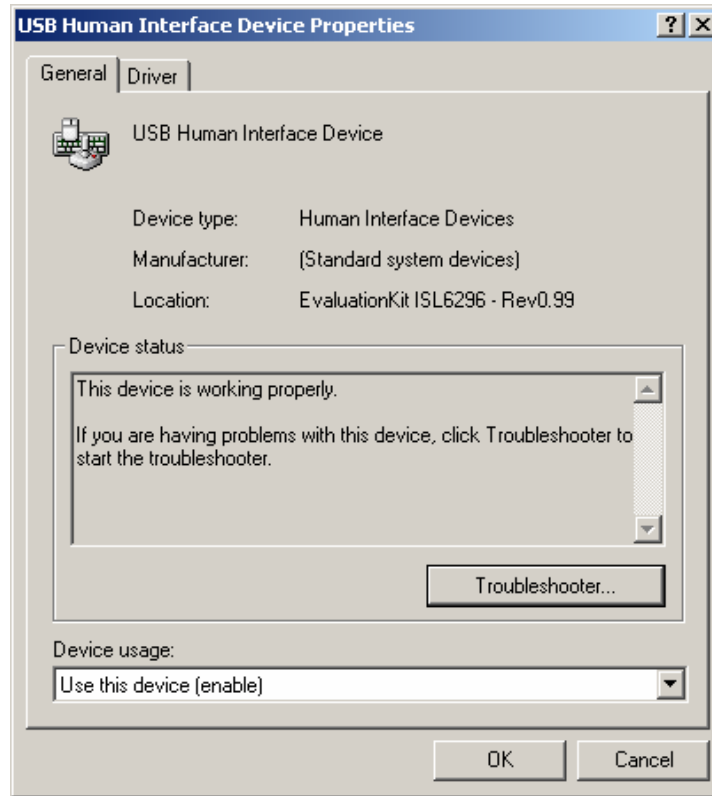 USB Human Interface Device Properties
General
Driver
USB Human Interface Device
Device type: Human Interface Devices
Manufacturer: (Standard system devices)
Location: EvaluationKit ISL6296 - Rev0.99
Device status
This device is working properly.
If you are having problems with this device, click Troubleshooter to
start the troubleshooter.
Troubleshooter...
Device usage:
Use this device (enable)
OK
Cancel